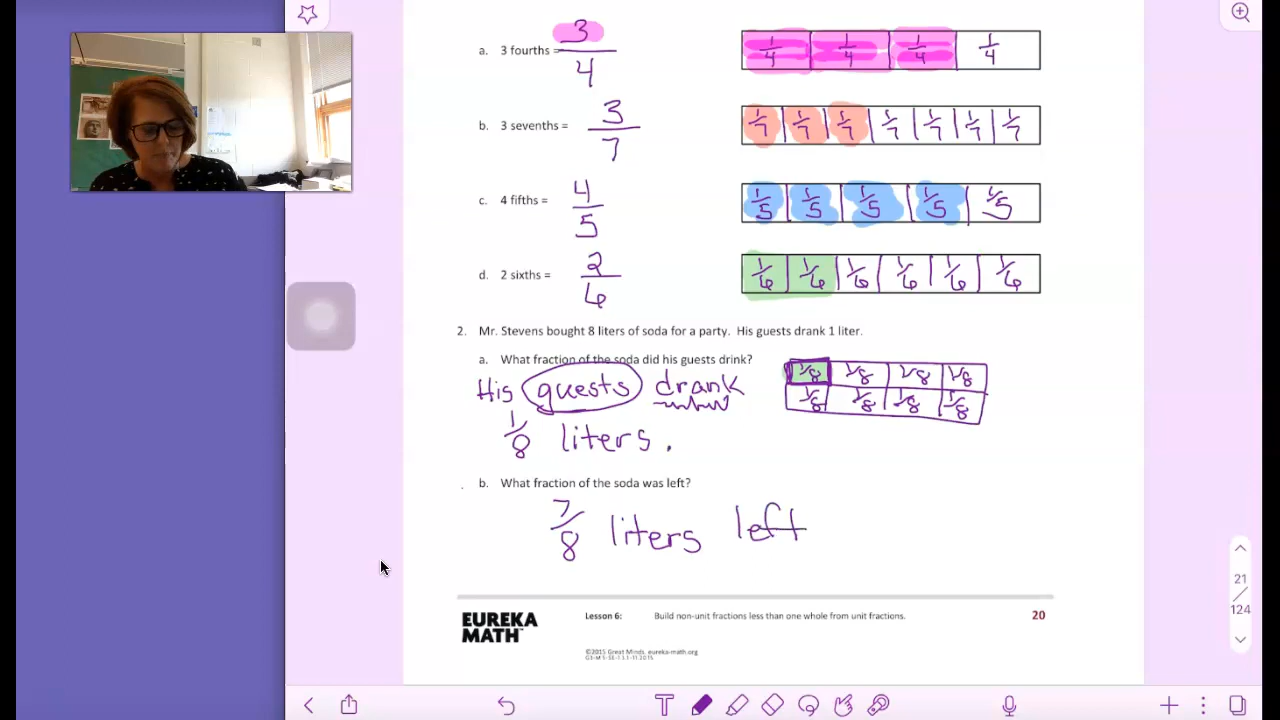 a. 3 fourths = 3/4
1/4 1/4 1/4 1/4
b. 3 sevenths = 3/7
1/7 1/7 1/7 1/7 1/7 1/7 1/7
c. 4 fifths = 4/5
1/5 1/5 1/5 1/5 1/5
d. 2 sixths = 2/6
1/6 1/6 1/6 1/6 1/6 1/6
2. Mr. Stevens bought 8 liters of soda for a party. His guests drank 1 liter.
a. What fraction of the soda did his guests drink?
1/8 1/8 1/8 1/8
1/8 1/8 1/8 1/8
His guests drank
1/8 liters.
b. What fraction of the soda was left?
7/8 liters left
EUREKA
MATH™
Lesson 6: Build non-unit fractions less than one whole from unit fractions.
20
©2015 Great Minds. eureka-math.org
21
/
124
T